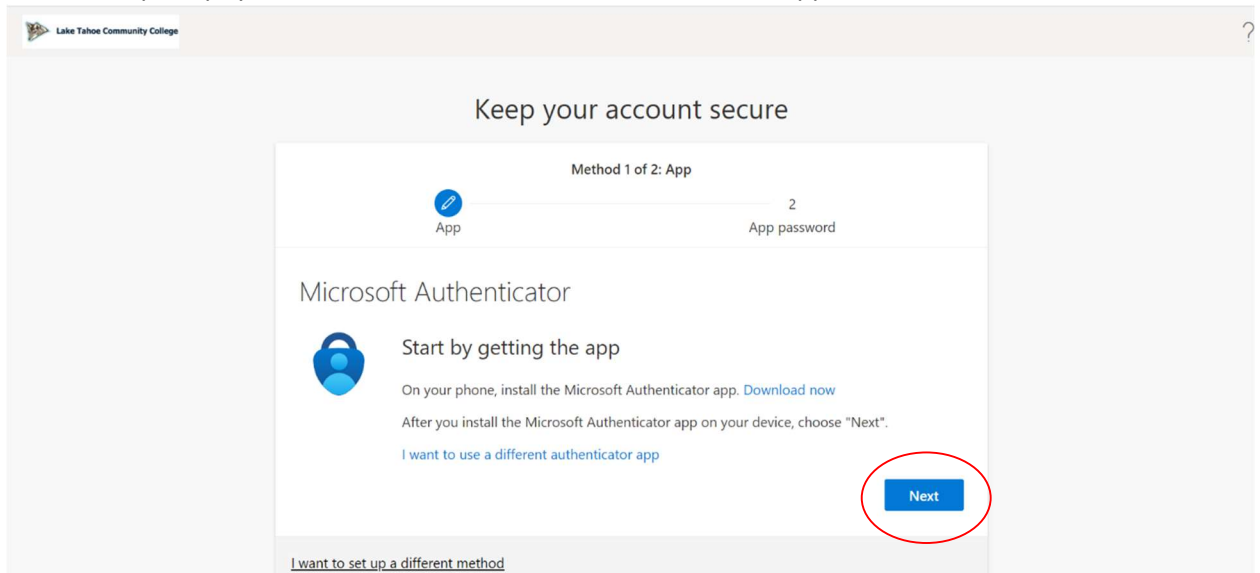 Lake Tahoe Community College
?
Keep your account secure
Method 1 of 2: App
2
App
App password
Microsoft Authenticator
Start by getting the app
On your phone, install the Microsoft Authenticator app. Download now
After you install the Microsoft Authenticator app on your device, choose "Next".
I want to use a different authenticator app
Next
I want to set up a different method